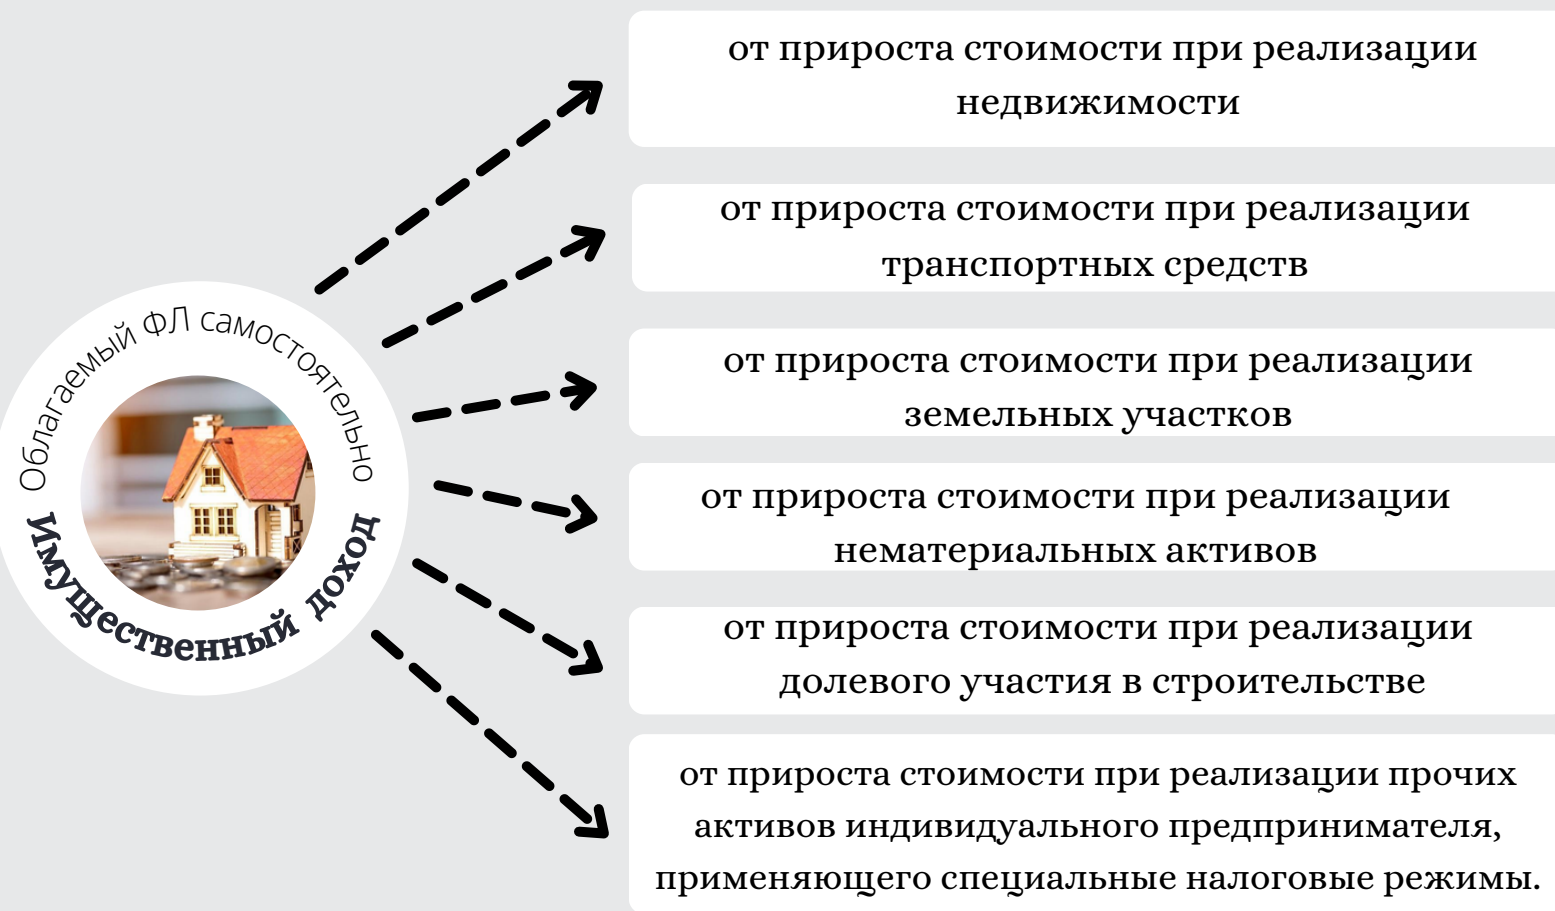 Облагаемый ФЛ самостоятельно
Имущественный доход
от прироста стоимости при реализации
недвижимости
от прироста стоимости при реализации
транспортных средств
от прироста стоимости при реализации
земельных участков
от прироста стоимости при реализации
нематериальных активов
от прироста стоимости при реализации
долевого участия в строительстве
от прироста стоимости при реализации прочих
активов индивидуального предпринимателя,
применяющего специальные налоговые режимы.